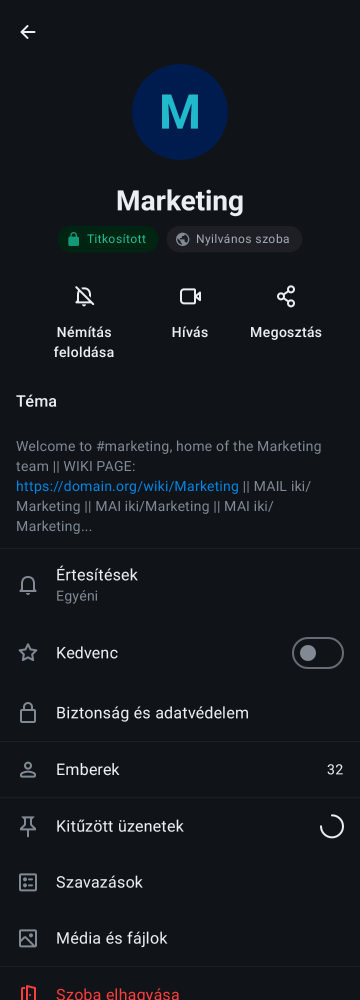 M
Marketing
Titkosított
Nyilvános szoba
Némítás
feloldása
Hívás
Megosztás
Téma
Welcome to #marketing, home of the Marketing
team || WIKI PAGE:
https://domain.org/wiki/Marketing || MAIL iki/
Marketing || MAI iki/Marketing || MAI iki/
Marketing...
Értesítések
Egyéni
Kedvenc
Biztonság és adatvédelem
Emberek
32
Kitűzött üzenetek
Szavazások
Média és fájlok
Szoba elhagyása